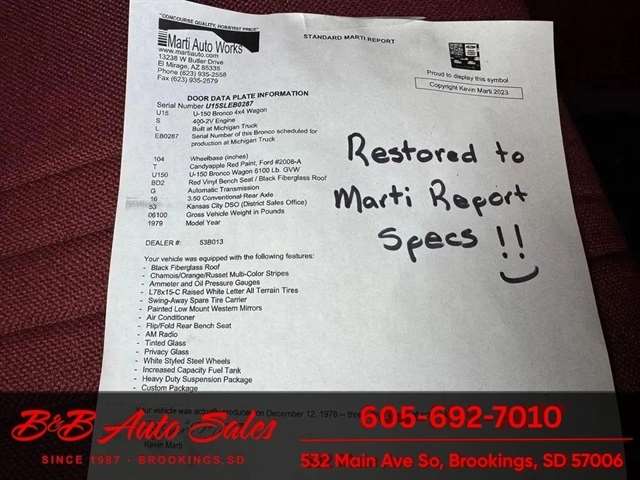 "CONCOURSE QUALITY, HOBBYIST PRICE"
Marti Auto Works
www.martiauto.com
13238 W Butler Drive
El Mirage, AZ 85335
Phone (623) 935-2558
Fax (623) 935-2579
STANDARD MARTI REPORT
Proud to display this symbol
Copyright Kevin Marti 2023
DOOR DATA PLATE INFORMATION
Serial Number U15SLEB0287
U15 U-150 Bronco 4x4 Wagon
S 400-2V Engine
L Built at Michigan Truck
EB0287 Serial Number of this Bronco scheduled for
production at Michigan Truck
104 Wheelbase (inches)
T Candyapple Red Paint, Ford #2008-A
U150 U-150 Bronco Wagon 6100 Lb. GVW
BD2 Red Vinyl Bench Seat / Black Fiberglass Roof
G Automatic Transmission
16 3.50 Conventional-Rear Axle
53 Kansas City DSO (District Sales Office)
06100 Gross Vehicle Weight in Pounds
1979 Model Year
DEALER #: 53B013
Your vehicle was equipped with the following features:
- Black Fiberglass Roof
- Chamois/Orange/Russet Multi-Color Stripes
- Ammeter and Oil Pressure Gauges
- L78x15-C Raised White Letter All Terrain Tires
- Swing-Away Spare Tire Carrier
- Painted Low Mount Western Mirrors
- Air Conditioner
- Flip/Fold Rear Bench Seat
- AM Radio
- Tinted Glass
- Privacy Glass
- White Styled Steel Wheels
- Increased Capacity Fuel Tank
- Heavy Duty Suspension Package
- Custom Package
Your vehicle was actually produced on December 12, 1978
Kevin Marti
Restored to
Marti Report
Specs !!
B&B Auto Sales
SINCE 1987 - BROOKINGS, SD
605-692-7010
532 Main Ave So, Brookings, SD 57006